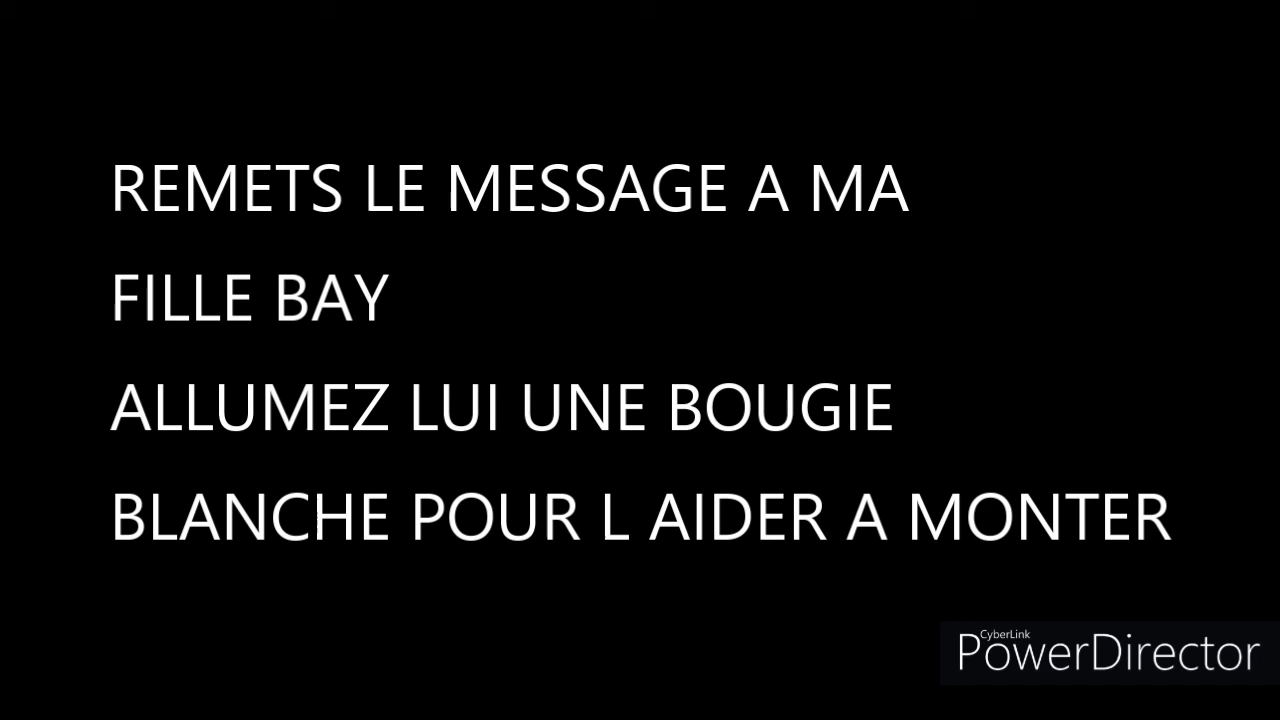 REMETS LE MESSAGE A MA
FILLE BAY
ALLUMEZ LUI UNE BOUGIE
BLANCHE POUR L AIDER A MONTER
CyberLink
PowerDirector